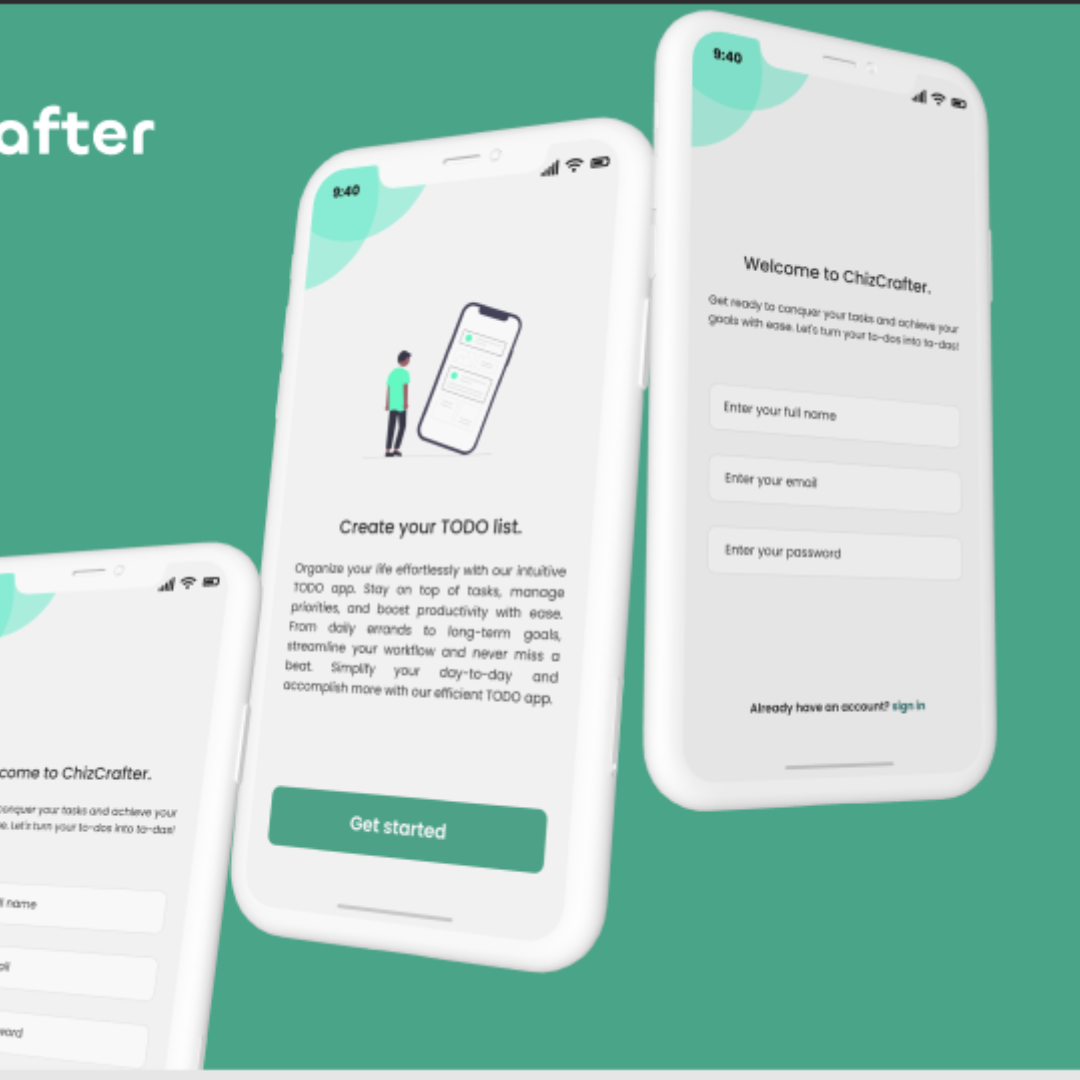 after
9:40
Create your TODO list.
Organize your life effortlessly with our intuitive
TODO app. Stay on top of tasks, manage
priorities, and boost productivity with ease.
From daily errands to long-term goals,
streamline your workflow and never miss a
beat. Simplify your day-to-day and
accomplish more with our efficient TODO app.
Get started
9:40
Welcome to ChizCrafter.
Get ready to conquer your tasks and achieve your
goals with ease. Let's turn your to-dos into ta-das!
Enter your full name
Enter your email
Enter your password
Already have an account? sign in
come to ChizCrafter.
conquer your tasks and achieve your
e. Let's turn your to-dos into ta-das!
ll name
ail
word